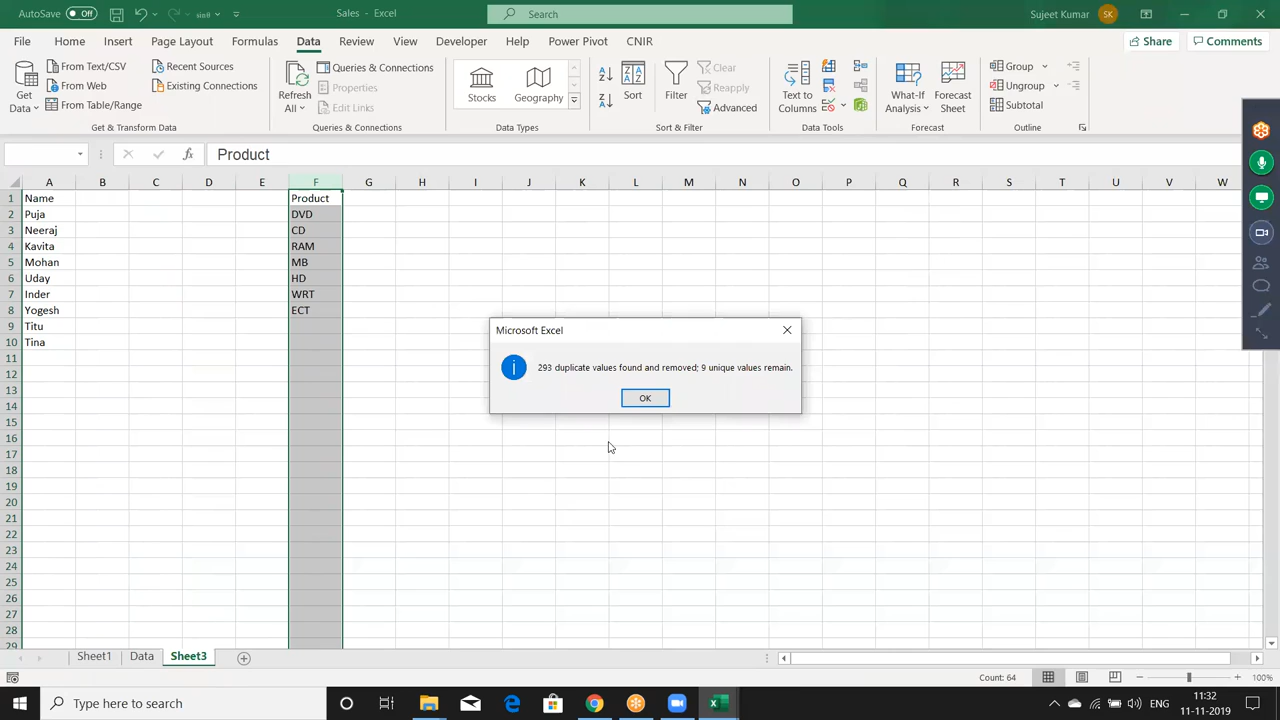 AutoSave Off sinθ Sales - Excel Search Sujeet Kumar SK
File Home Insert Page Layout Formulas Data Review View Developer Help Power Pivot CNIR Share Comments
Get Data
From Text/CSV
From Web
From Table/Range
Recent Sources
Existing Connections
Get & Transform Data
Refresh All
Queries & Connections
Properties
Edit Links
Queries & Connections
Stocks Geography
Data Types
Sort
Filter
Clear
Reapply
Advanced
Sort & Filter
Text to Columns
Data Tools
What-If Analysis
Forecast Sheet
Forecast
Group
Ungroup
Subtotal
Outline
fx Product
A B C D E F G H I J K L M N O P Q R S T U V W
1 Name Product
2 Puja DVD
3 Neeraj CD
4 Kavita RAM
5 Mohan MB
6 Uday HD
7 Inder WRT
8 Yogesh ECT
9 Titu
10 Tina
11
12
13
14
15
16
17
18
19
20
21
22
23
24
25
26
27
28
29
Microsoft Excel
293 duplicate values found and removed; 9 unique values remain.
OK
Sheet1 Data Sheet3
Count: 64 100%
Type here to search ENG 11:32
11-11-2019